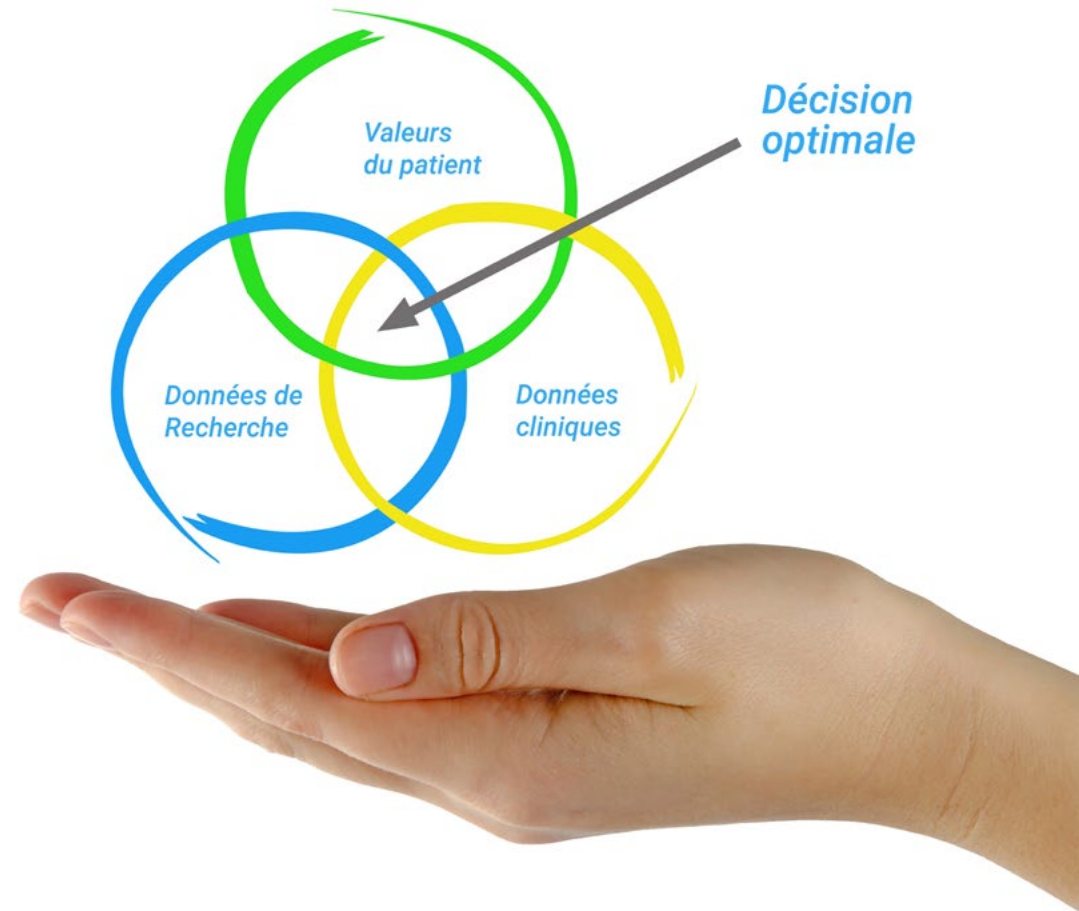 Valeurs
du patient
Décision
optimale
Données de
Recherche
Données
cliniques